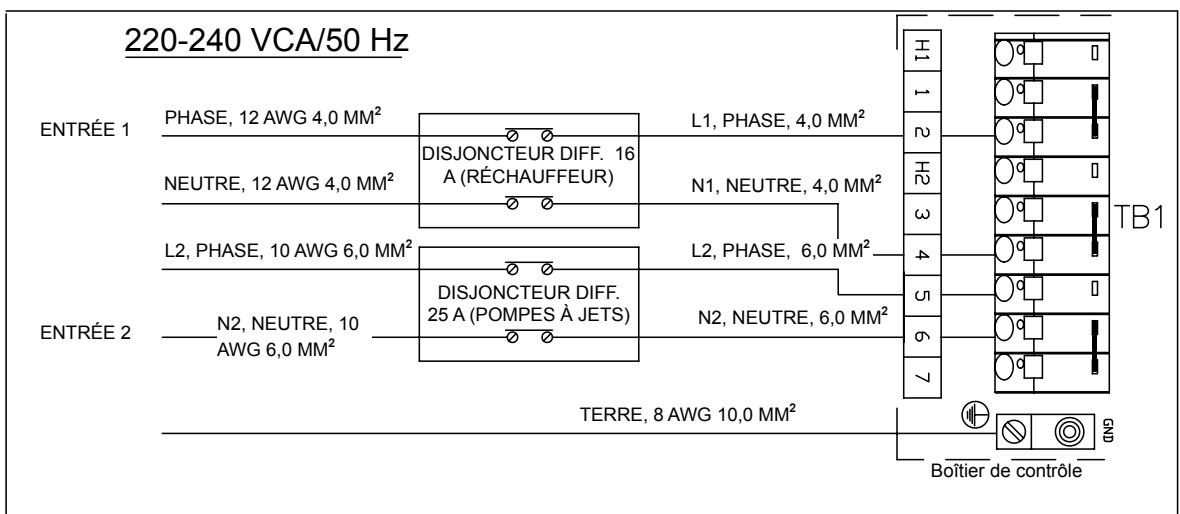 220-240 VCA/50 Hz
ENTRÉE 1
PHASE, 12 AWG 4,0 MM²
NEUTRE, 12 AWG 4,0 MM²
DISJONCTEUR DIFF. 16
A (RÉCHAUFFEUR)
L1, PHASE, 4,0 MM²
N1, NEUTRE, 4,0 MM²
L2, PHASE, 10 AWG 6,0 MM²
ENTRÉE 2
N2, NEUTRE, 10
AWG 6,0 MM²
DISJONCTEUR DIFF.
25 A (POMPES À JETS)
L2, PHASE, 6,0 MM²
N2, NEUTRE, 6,0 MM²
TERRE, 8 AWG 10,0 MM²
H1
1
2
H2
3
4
5
6
7
TB1
GND
Boîtier de contrôle